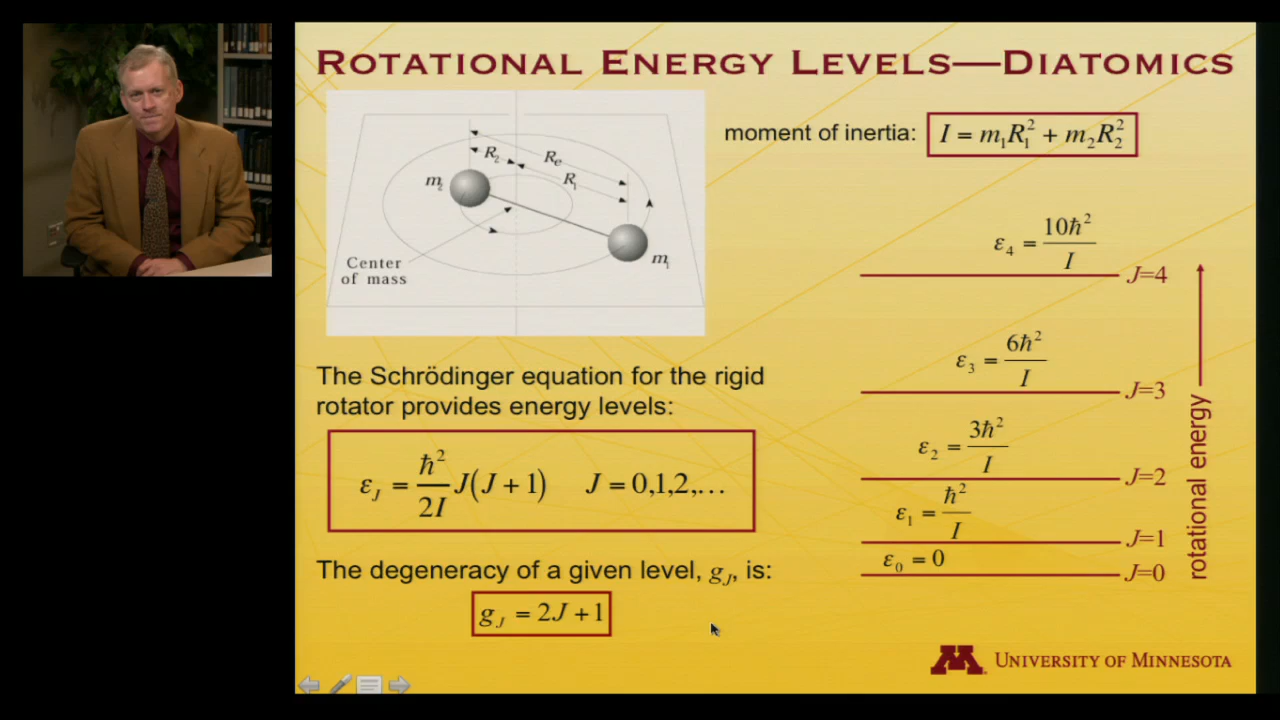 ROTATIONAL ENERGY LEVELS—DIATOMICS
moment of inertia: I = m₁R₁² + m₂R₂²
R₂
Rₑ
R₁
m₂
m₁
Center
of mass
The Schrödinger equation for the rigid
rotator provides energy levels:
ε_J = ħ²/2I J(J + 1) J = 0,1,2,…
The degeneracy of a given level, g_J, is:
g_J = 2J + 1
ε₄ = 10ħ²/I
J=4
ε₃ = 6ħ²/I
J=3
ε₂ = 3ħ²/I
J=2
ε₁ = ħ²/I
J=1
ε₀ = 0
J=0
rotational energy
M
UNIVERSITY OF MINNESOTA